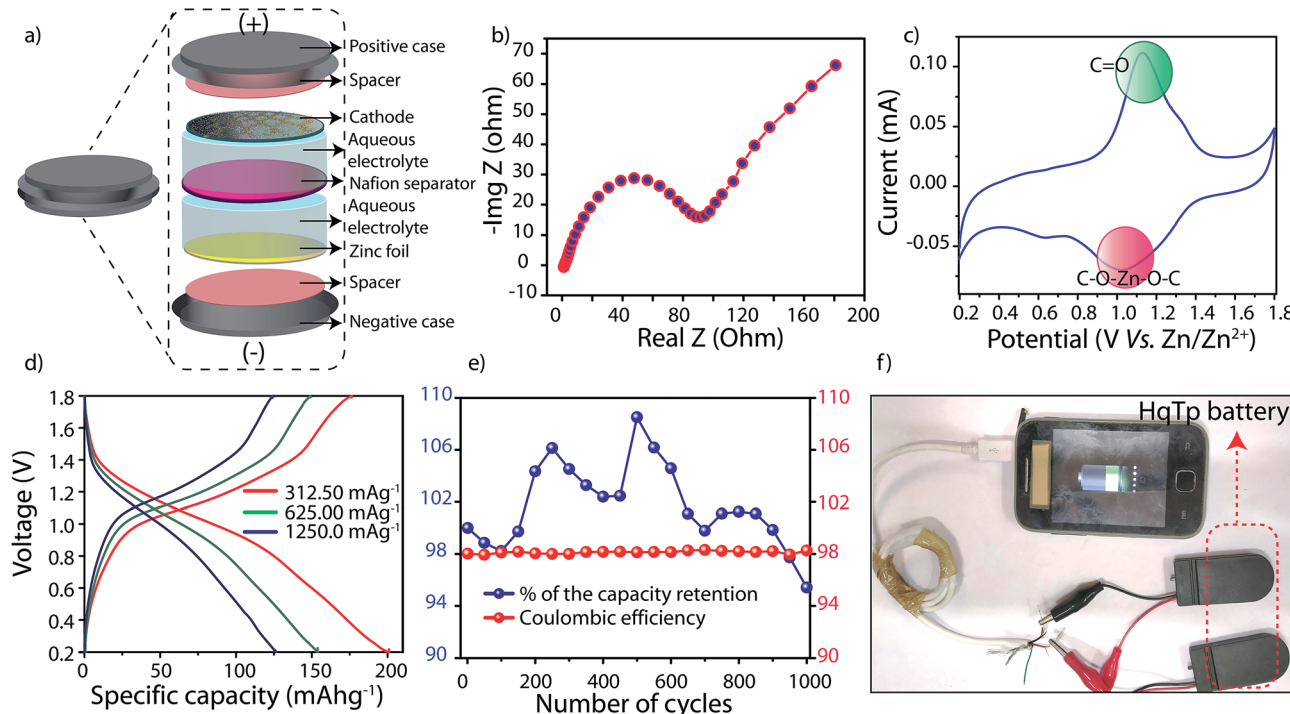 a)
(+)
Positive case
Spacer
Cathode
Aqueous
electrolyte
Nafion separator
Aqueous
electrolyte
Zinc foil
Spacer
Negative case
(-)
b)
-Img Z (ohm)
70
60
50
40
30
20
10
0
-10
0 40 80 120 160 200
Real Z (Ohm)
c)
Current (mA)
0.10
0.05
0.00
-0.05
C=O
C-O-Zn-O-C
0.2 0.4 0.6 0.8 1.0 1.2 1.4 1.6 1.8
Potential (V Vs. Zn/Zn²⁺)
d)
Voltage (V)
1.8
1.6
1.4
1.2
1.0
0.8
0.6
0.4
0.2
312.50 mAg⁻¹
625.00 mAg⁻¹
1250.0 mAg⁻¹
0 50 100 150 200
Specific capacity (mAhg⁻¹)
e)
110
106
102
98
94
90
% of the capacity retention
Coulombic efficiency
110
106
102
98
94
90
0 200 400 600 800 1000
Number of cycles
f)
HqTp battery